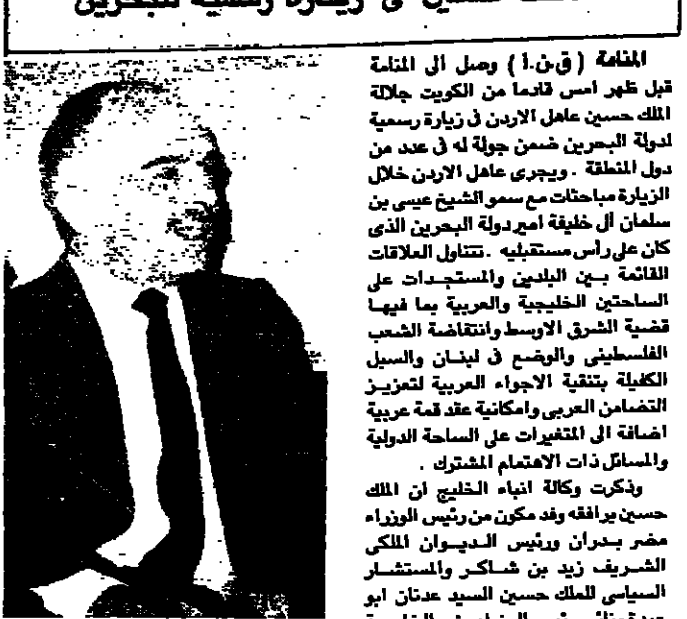 حسين في زيارة رسمية للبحرين
المنامة ( ق.ن.أ ) وصل الى المنامة
قبل ظهر امس قادما من الكويت جلالة
الملك حسين عاهل الاردن في زيارة رسمية
لدولة البحرين ضمن جولة له في عدد من
دول المنطقة . ويجرى عاهل الاردن خلال
الزيارة مباحثات مع سمو الشيخ عيسى بن
سلمان آل خليفة امير دولة البحرين الذى
كان على رأس مستقبليه . تتناول العلاقات
القائمة بين البلدين والمستجدات على
الساحتين الخليجية والعربية بما فيها
قضية الشرق الاوسط وانتفاضة الشعب
الفلسطينى والوضع في لبنان والسبل
الكفيلة بتنقية الاجواء العربية لتعزيز
التضامن العربى وامكانية عقد قمة عربية
اضافة الى المتغيرات على الساحة الدولية
والمسائل ذات الاهتمام المشترك .
وذكرت وكالة انباء الخليج ان الملك
حسين يرافقه وفد مكون من رئيس الوزراء
مضر بدران ورئيس الديوان الملكى
الشريف زيد بن شاكر والمستشار
السياسى للملك حسين السيد عدنان ابو